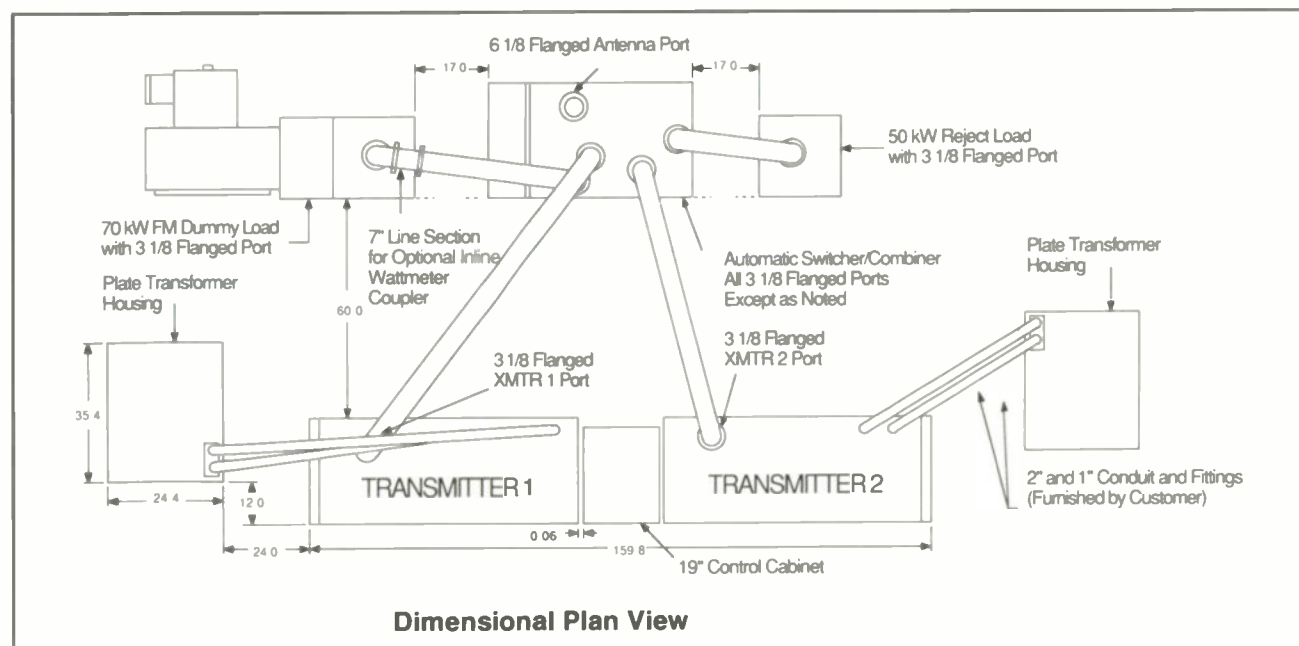 6 1/8 Flanged Antenna Port
17.0
17.0
50 kW Reject Load
with 3 1/8 Flanged Port
70 kW FM Dummy Load
with 3 1/8 Flanged Port
7" Line Section
for Optional Inline
Wattmeter
Coupler
Automatic Switcher/Combiner
All 3 1/8 Flanged Ports
Except as Noted
Plate Transformer
Housing
Plate Transformer
Housing
60.0
3 1/8 Flanged
XMTR 1 Port
3 1/8 Flanged
XMTR 2 Port
35.4
TRANSMITTER 1
TRANSMITTER 2
2" and 1" Conduit and Fittings
(Furnished by Customer)
24.4
12.0
0.06
24.0
159.8
19" Control Cabinet
Dimensional Plan View